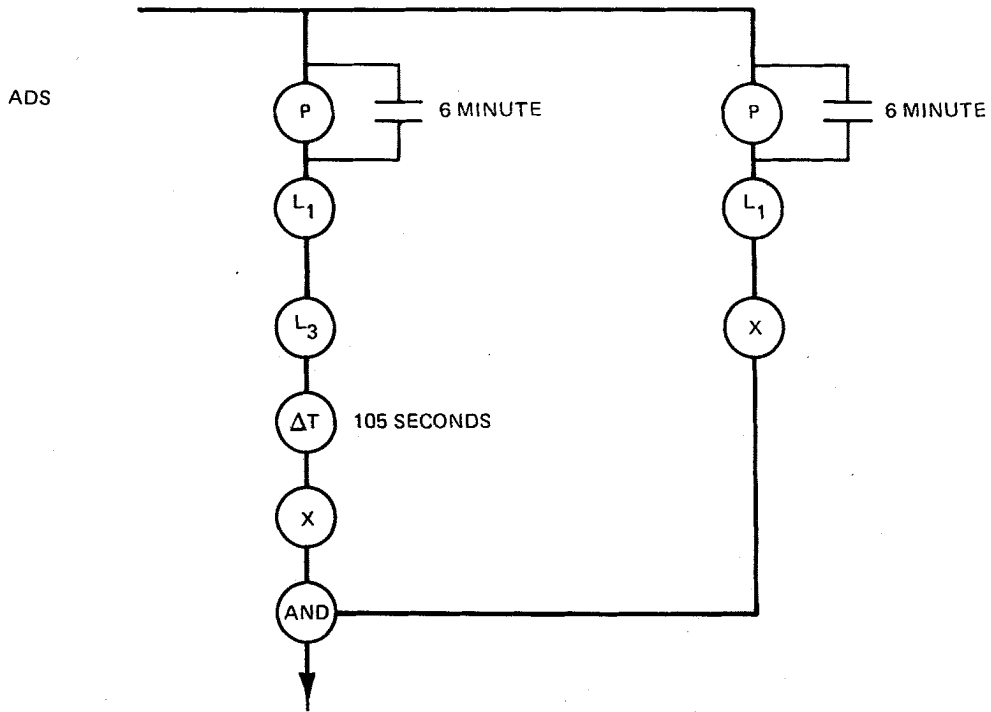 ADS
P
6 MINUTE
P
6 MINUTE
L1
L1
L3
X
ΔT
105 SECONDS
X
AND